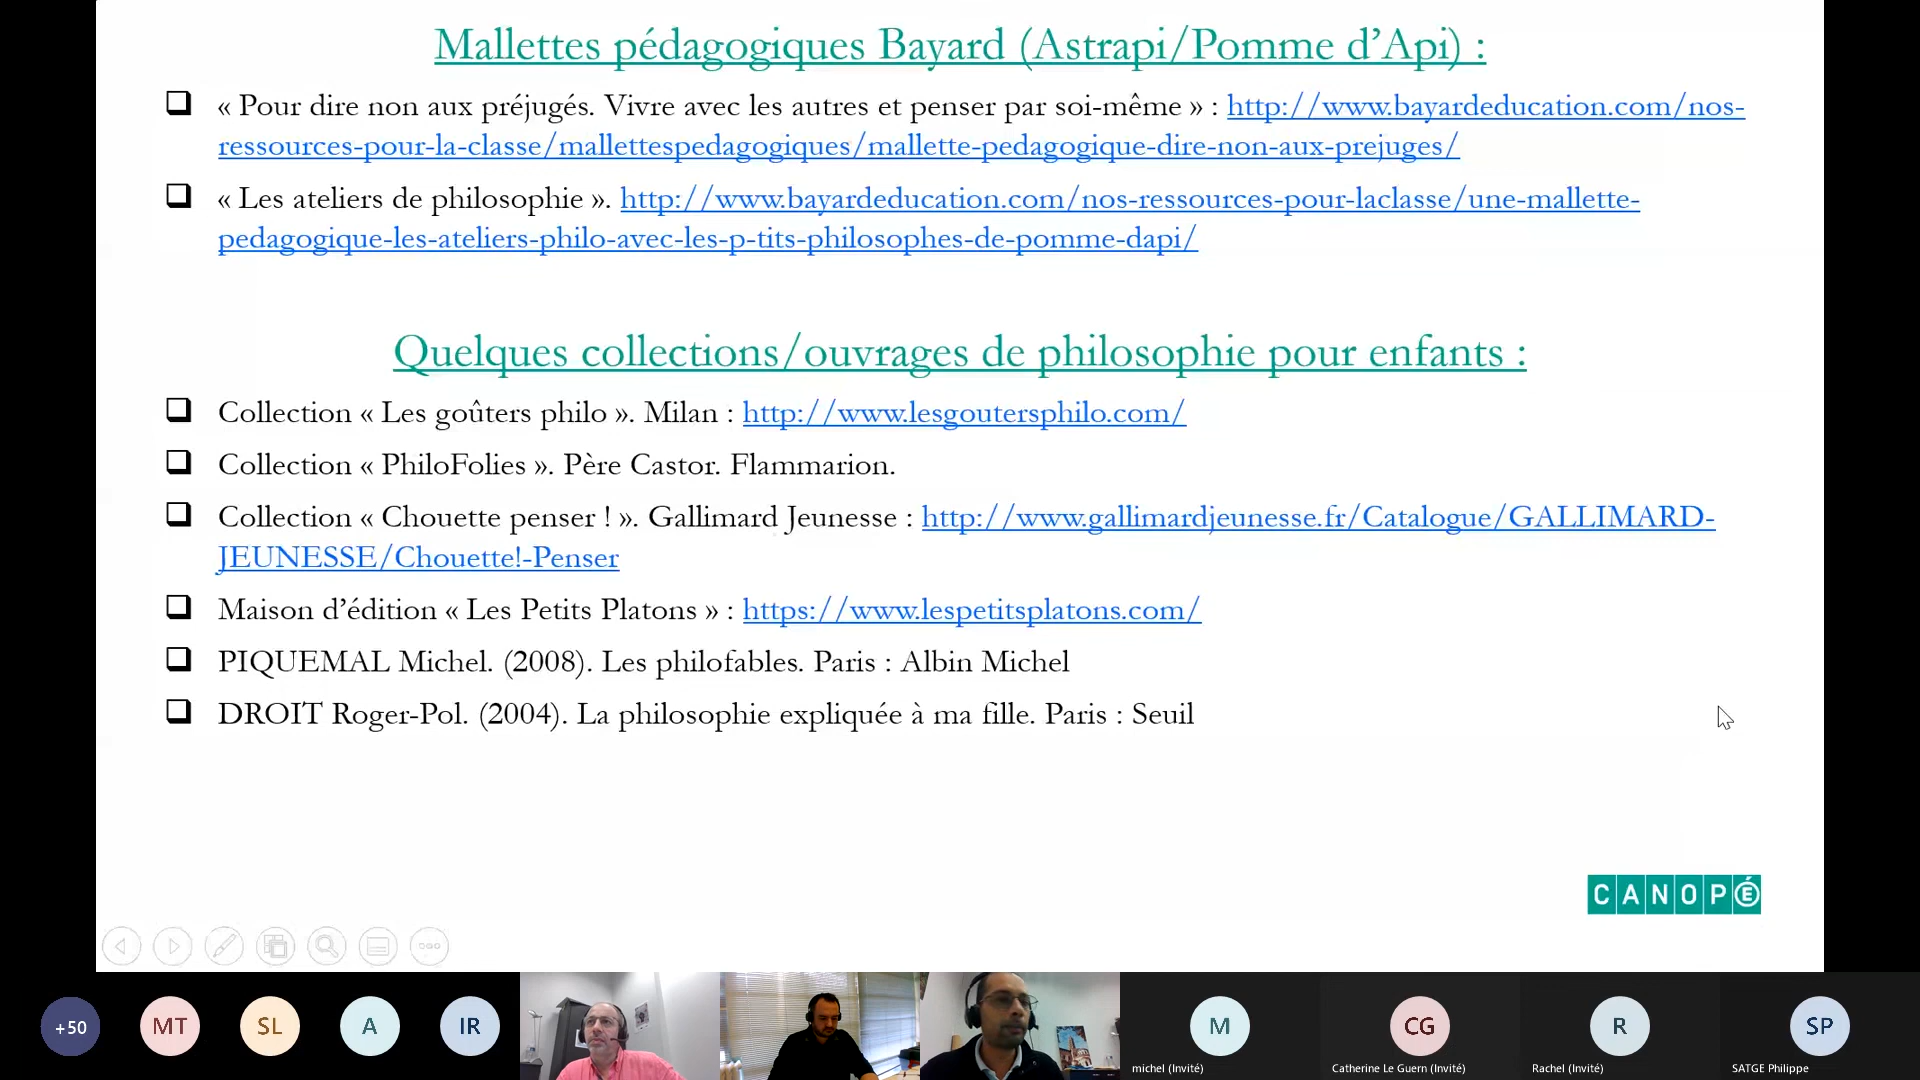 Mallettes pédagogiques Bayard (Astrapi/Pomme d’Api) :
« Pour dire non aux préjugés. Vivre avec les autres et penser par soi-même » : http://www.bayardeducation.com/nos-
ressources-pour-la-classe/mallettespedagogiques/mallette-pedagogique-dire-non-aux-prejuges/
« Les ateliers de philosophie ». http://www.bayardeducation.com/nos-ressources-pour-laclasse/une-mallette-
pedagogique-les-ateliers-philo-avec-les-p-tits-philosophes-de-pomme-dapi/
Quelques collections/ouvrages de philosophie pour enfants :
Collection « Les goûters philo ». Milan : http://www.lesgoutersphilo.com/
Collection « PhiloFolies ». Père Castor. Flammarion.
Collection « Chouette penser ! ». Gallimard Jeunesse : http://www.gallimardjeunesse.fr/Catalogue/GALLIMARD-
JEUNESSE/Chouette!-Penser
Maison d’édition « Les Petits Platons » : https://www.lespetitsplatons.com/
PIQUEMAL Michel. (2008). Les philofables. Paris : Albin Michel
DROIT Roger-Pol. (2004). La philosophie expliquée à ma fille. Paris : Seuil
CANOPÉ
+50 MT SL A IR M CG R SP
michel (Invité) Catherine Le Guern (Invité) Rachel (Invité) SATGE Philippe